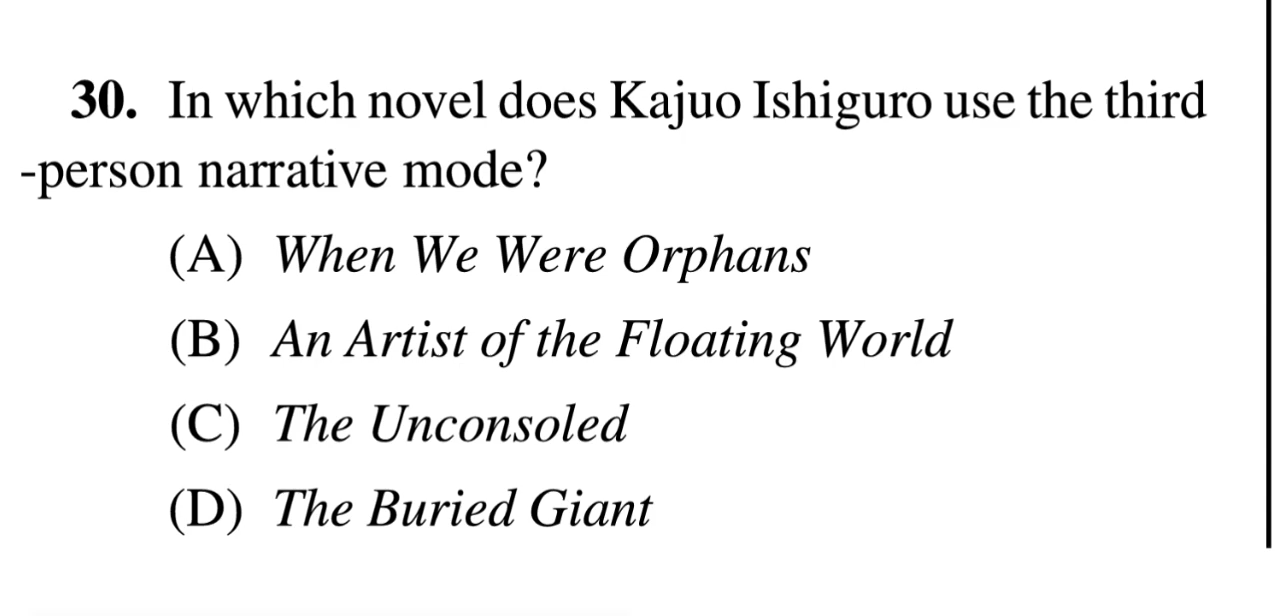 30. In which novel does Kajuo Ishiguro use the third
-person narrative mode?
(A) When We Were Orphans
(B) An Artist of the Floating World
(C) The Unconsoled
(D) The Buried Giant